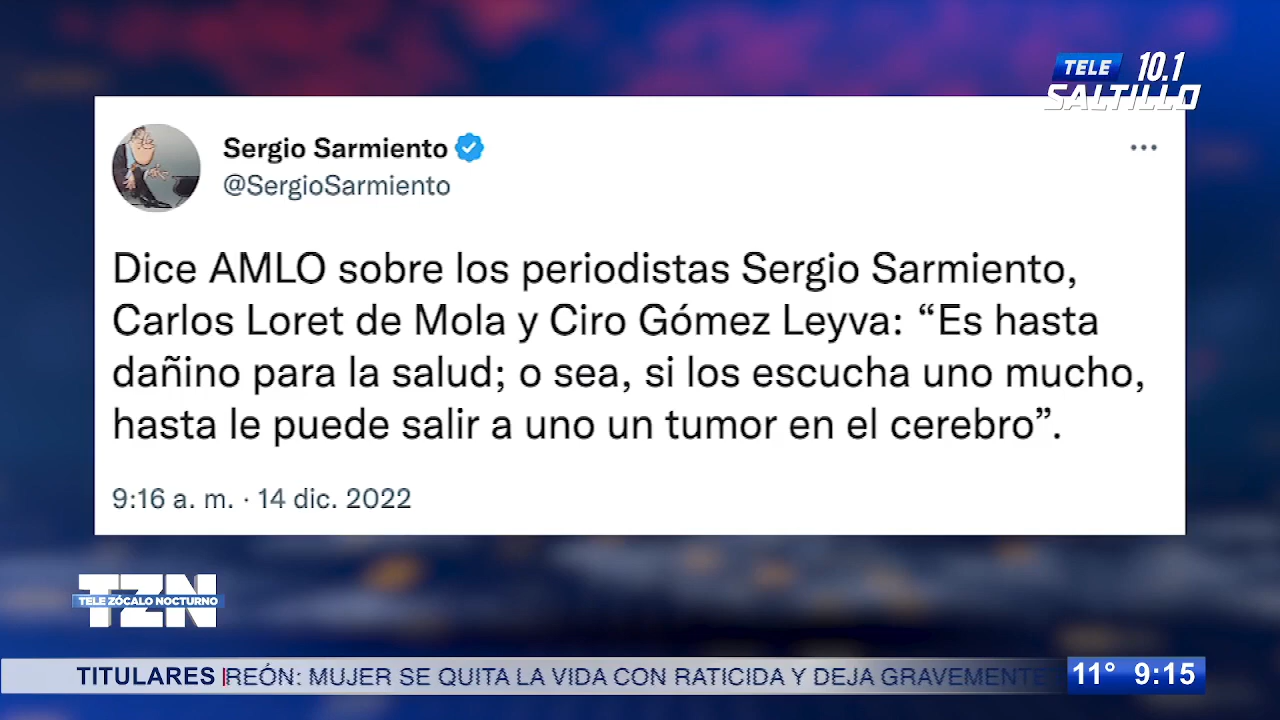 TELE 10.1
SALTILLO
Sergio Sarmiento
@SergioSarmiento
Dice AMLO sobre los periodistas Sergio Sarmiento,
Carlos Loret de Mola y Ciro Gómez Leyva: “Es hasta
dañino para la salud; o sea, si los escucha uno mucho,
hasta le puede salir a uno un tumor en el cerebro”.
9:16 a. m. · 14 dic. 2022
TZN
TELE ZÓCALO NOCTURNO
TITULARES REÓN: MUJER SE QUITA LA VIDA CON RATICIDA Y DEJA GRAVEMENTE 11° 9:15